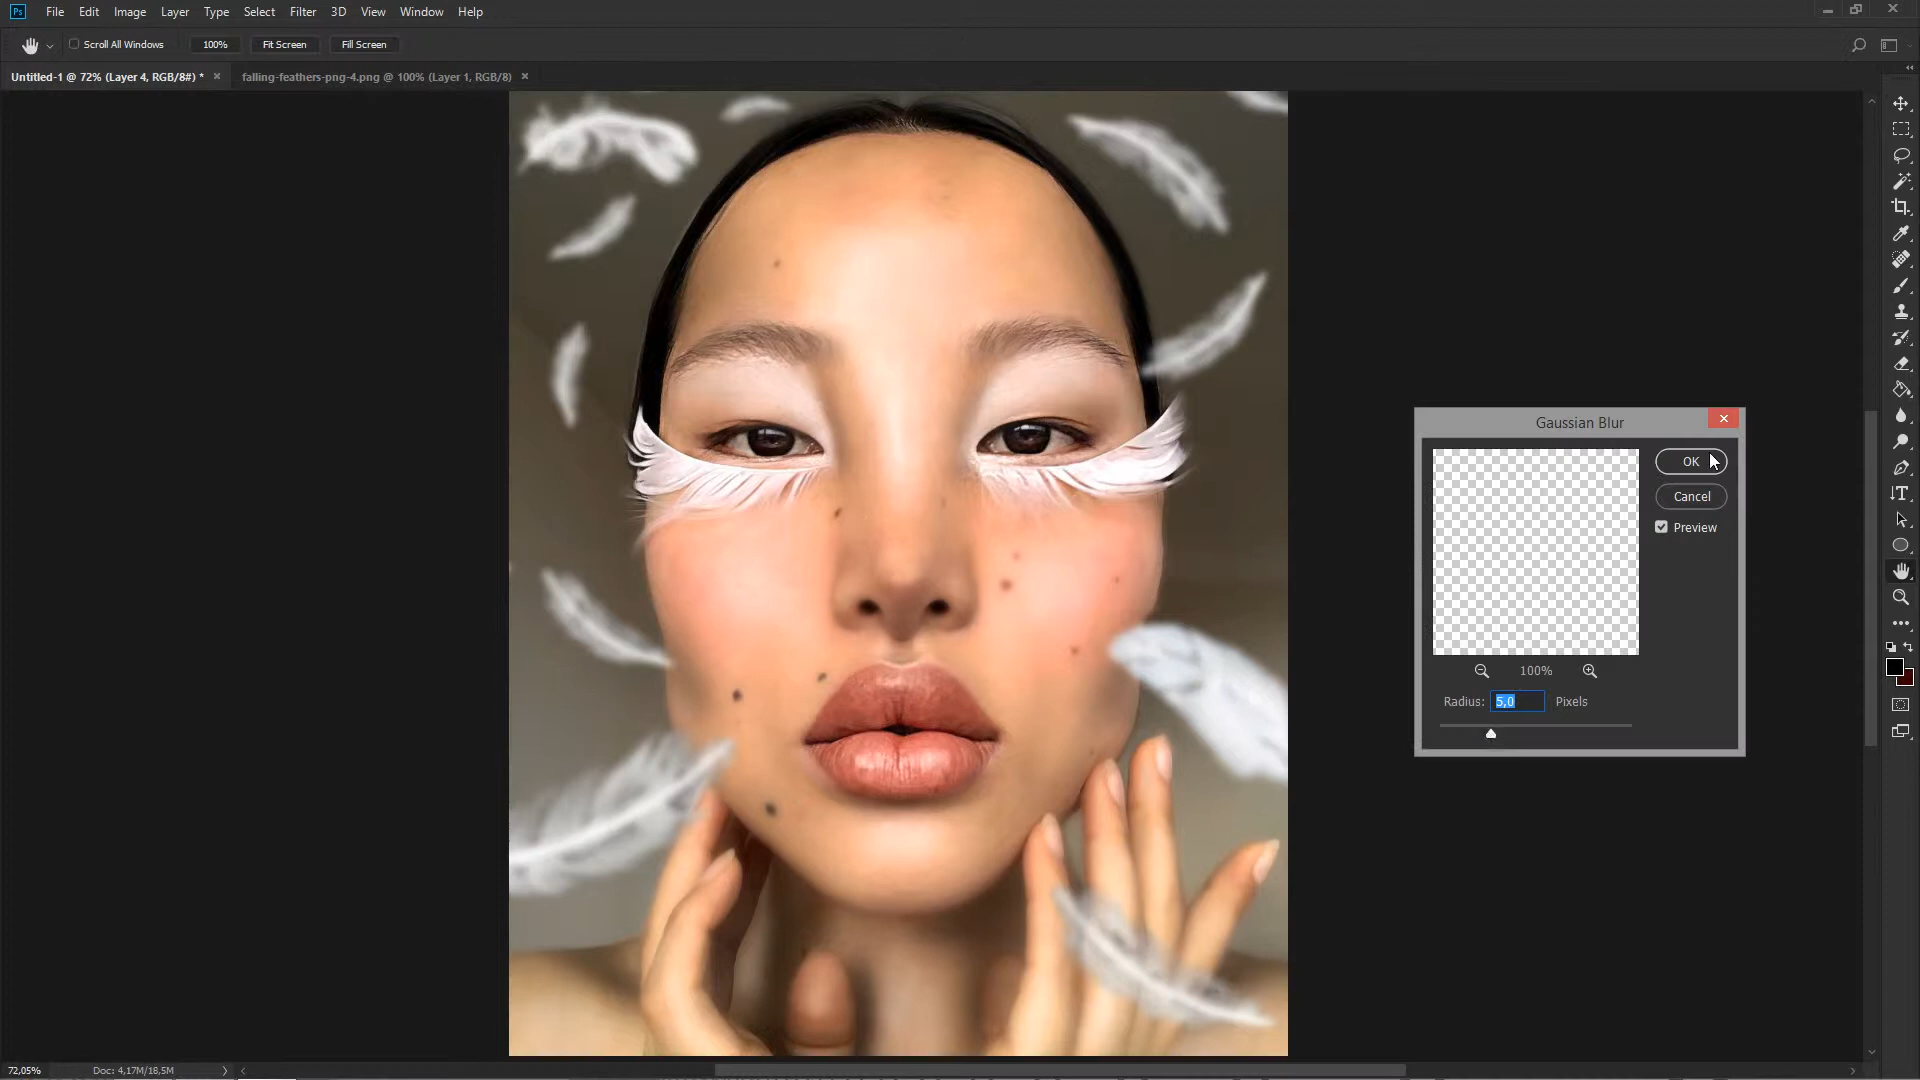 Ps File Edit Image Layer Type Select Filter 3D View Window Help
Scroll All Windows 100% Fit Screen Fill Screen
Untitled-1 @ 72% (Layer 4, RGB/8#) * × falling-feathers-png-4.png @ 100% (Layer 1, RGB/8) ×
Gaussian Blur
OK
Cancel
Preview
100%
Radius: 5,0 Pixels
72,05% Doc: 4,17M/18,5M